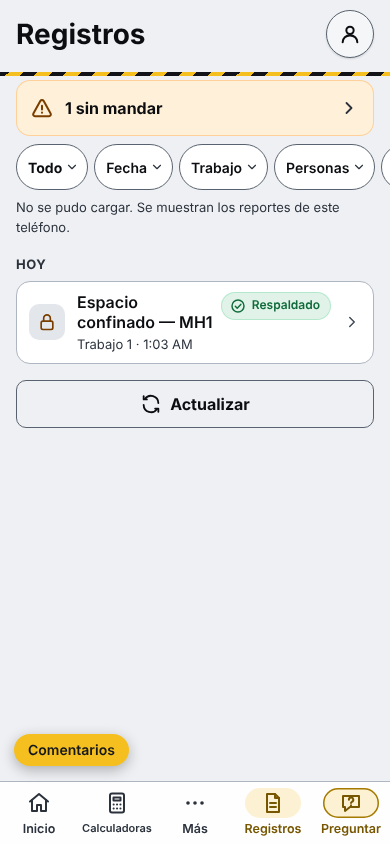 Registros
1 sin mandar
Todo
Fecha
Trabajo
Personas
No se pudo cargar. Se muestran los reportes de este
teléfono.
HOY
Espacio
confinado — MH1
Respaldado
Trabajo 1 · 1:03 AM
Actualizar
Comentarios
Inicio
Calculadoras
Más
Registros
Preguntar